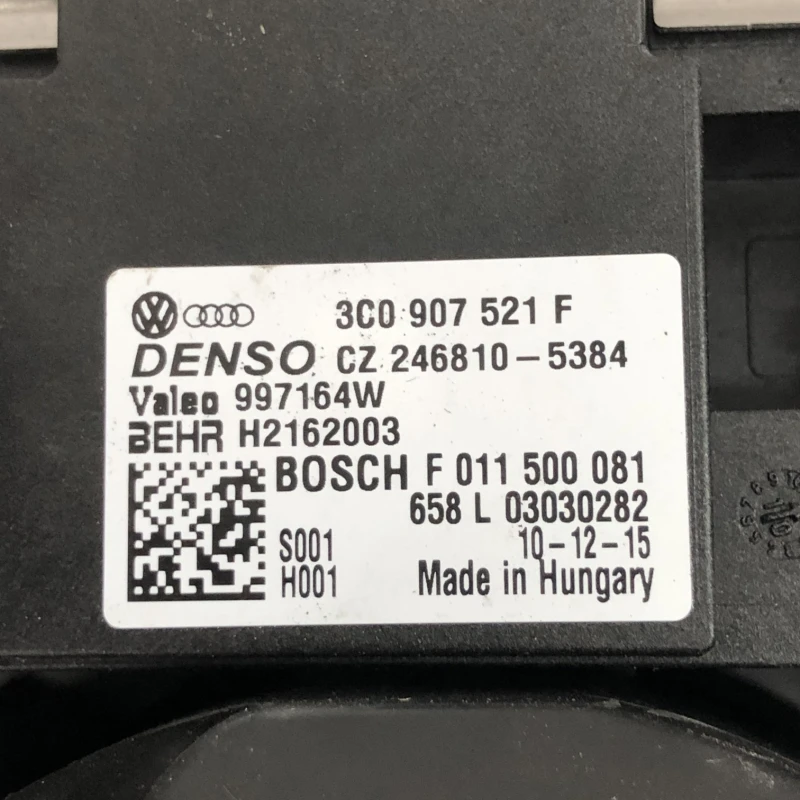 3C0 907 521 F
DENSO CZ 246810-5384
Valeo 997164W
BEHR H2162003
BOSCH F 011 500 081
658 L 03030282
S001 10-12-15
H001 Made in Hungary